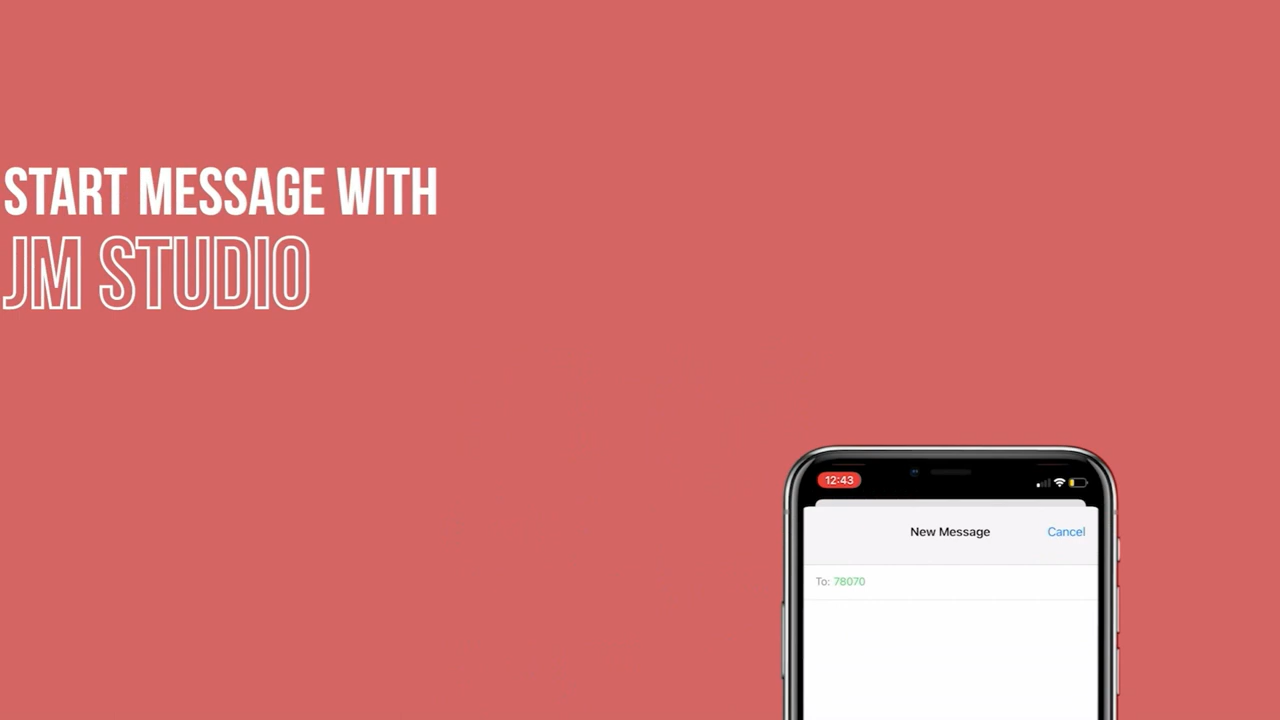 START MESSAGE WITH
JM STUDIO
12:43
New Message
Cancel
To: 78070